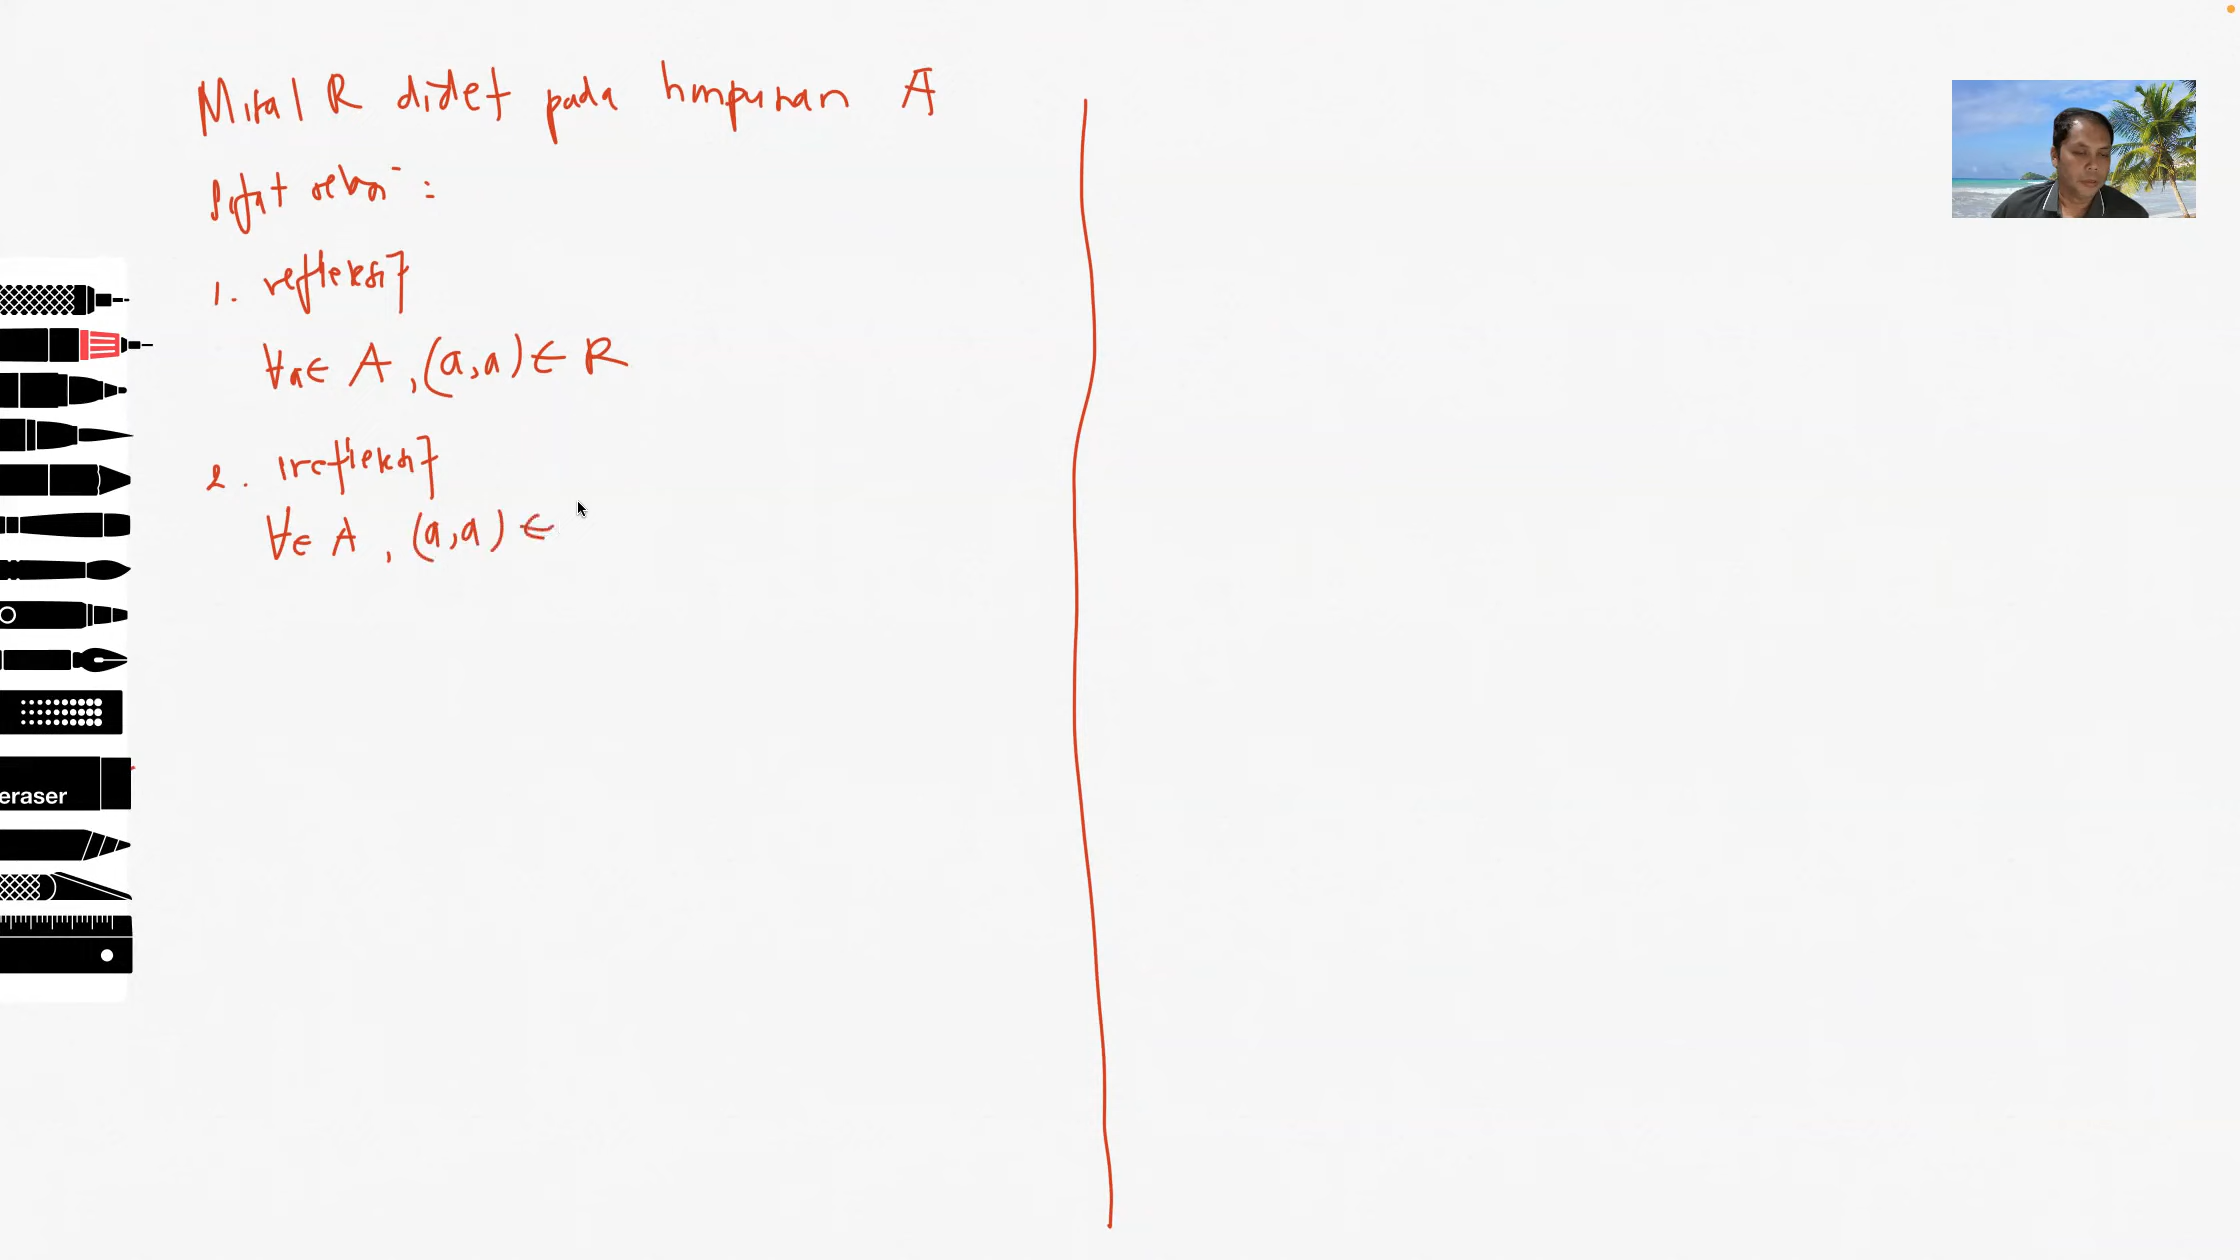 Misal R didef pada himpunan A
Sifat relasi :
1. refleksif
∀a∈ A , (a,a) ∈ R
2. irefleksif
∀∈ A , (a,a) ∈
eraser